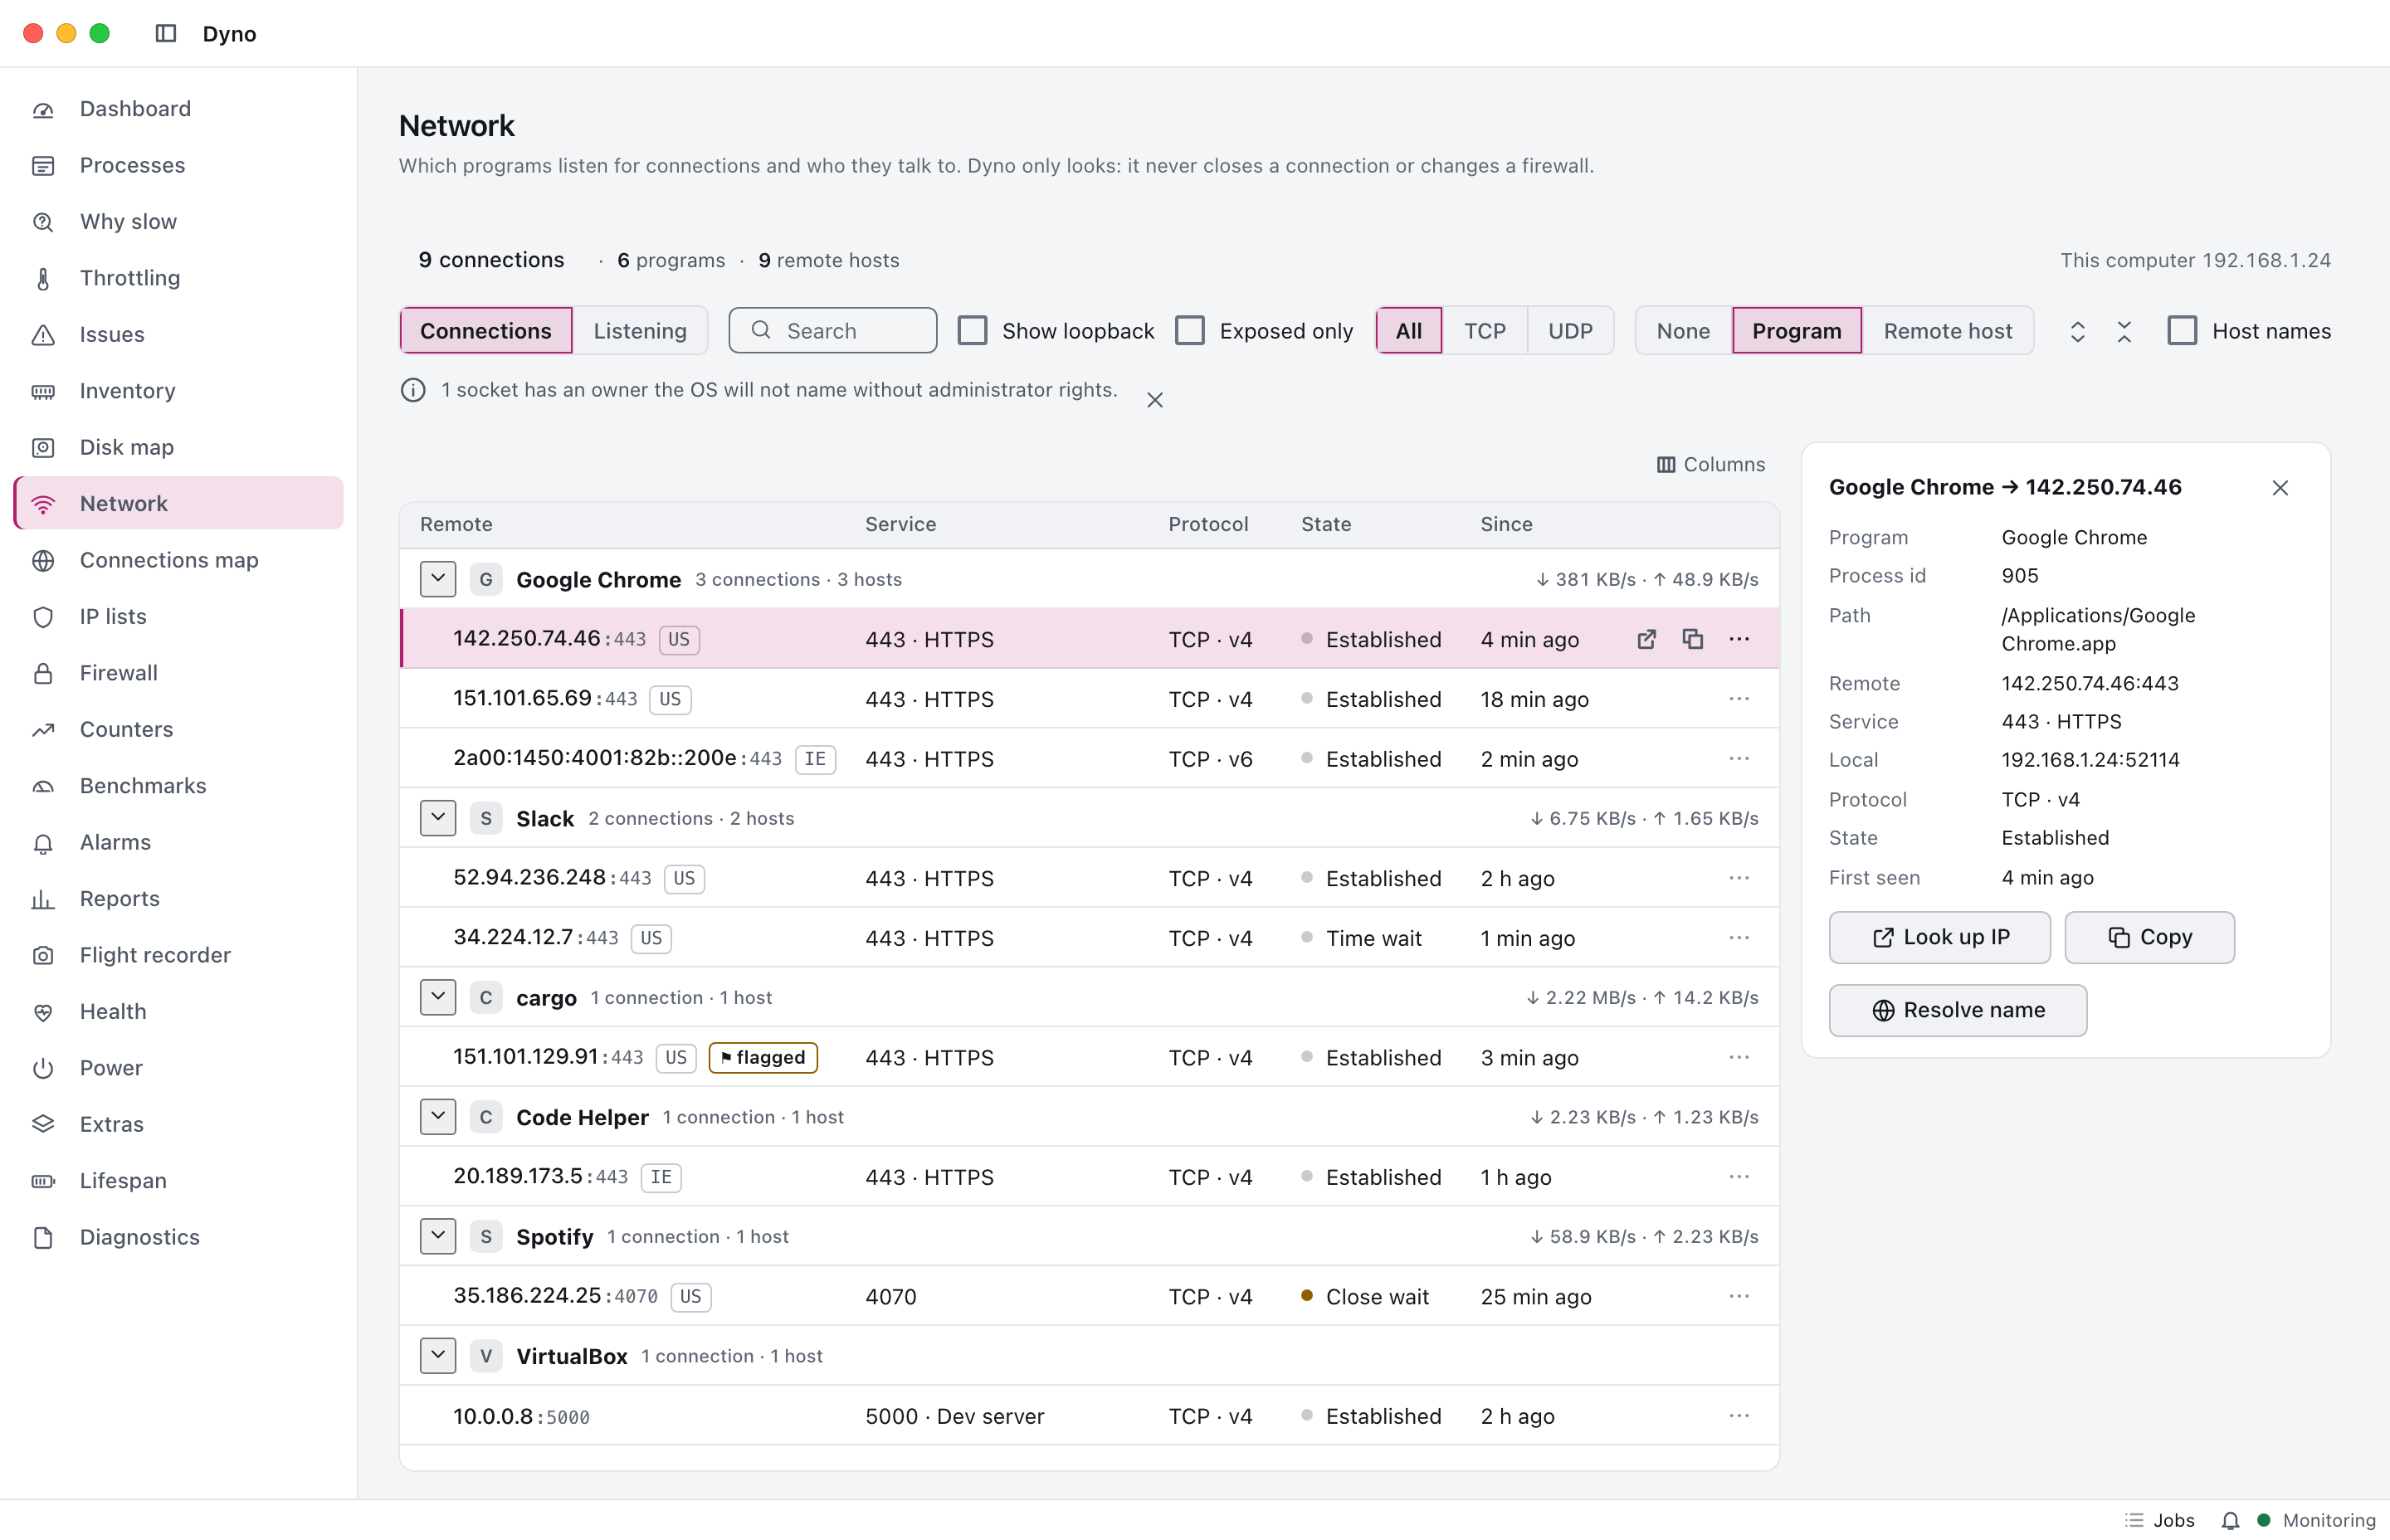 Dyno
Dashboard
Processes
Why slow
Throttling
Issues
Inventory
Disk map
Network
Connections map
IP lists
Firewall
Counters
Benchmarks
Alarms
Reports
Flight recorder
Health
Power
Extras
Lifespan
Diagnostics
Network
Which programs listen for connections and who they talk to. Dyno only looks: it never closes a connection or changes a firewall.
9 connections · 6 programs · 9 remote hosts
This computer 192.168.1.24
Connections Listening Search Show loopback Exposed only All TCP UDP None Program Remote host Host names
1 socket has an owner the OS will not name without administrator rights.
Columns
Remote Service Protocol State Since
G Google Chrome 3 connections · 3 hosts ↓ 381 KB/s · ↑ 48.9 KB/s
142.250.74.46:443 US 443 · HTTPS TCP · v4 Established 4 min ago ···
151.101.65.69:443 US 443 · HTTPS TCP · v4 Established 18 min ago ···
2a00:1450:4001:82b::200e:443 IE 443 · HTTPS TCP · v6 Established 2 min ago ···
S Slack 2 connections · 2 hosts ↓ 6.75 KB/s · ↑ 1.65 KB/s
52.94.236.248:443 US 443 · HTTPS TCP · v4 Established 2 h ago ···
34.224.12.7:443 US 443 · HTTPS TCP · v4 Time wait 1 min ago ···
C cargo 1 connection · 1 host ↓ 2.22 MB/s · ↑ 14.2 KB/s
151.101.129.91:443 US flagged 443 · HTTPS TCP · v4 Established 3 min ago ···
C Code Helper 1 connection · 1 host ↓ 2.23 KB/s · ↑ 1.23 KB/s
20.189.173.5:443 IE 443 · HTTPS TCP · v4 Established 1 h ago ···
S Spotify 1 connection · 1 host ↓ 58.9 KB/s · ↑ 2.23 KB/s
35.186.224.25:4070 US 4070 TCP · v4 Close wait 25 min ago ···
V VirtualBox 1 connection · 1 host
10.0.0.8:5000 5000 · Dev server TCP · v4 Established 2 h ago ···
Google Chrome → 142.250.74.46
Program Google Chrome
Process id 905
Path /Applications/Google
Chrome.app
Remote 142.250.74.46:443
Service 443 · HTTPS
Local 192.168.1.24:52114
Protocol TCP · v4
State Established
First seen 4 min ago
Look up IP Copy
Resolve name
Jobs Monitoring